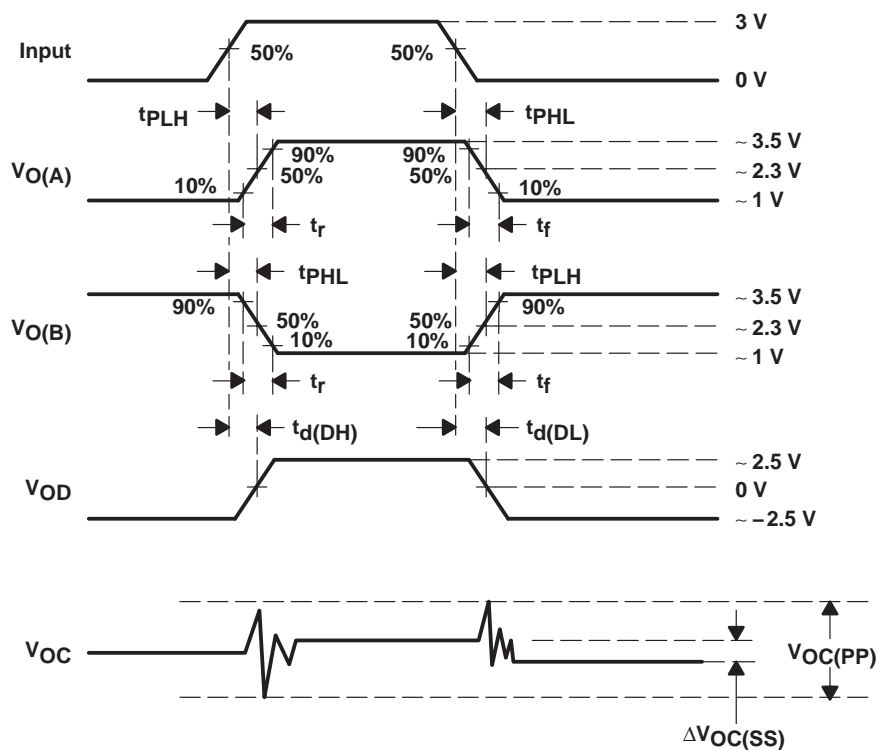 3 V
Input
50%
50%
0 V
tPLH
tPHL
~ 3.5 V
90%
90%
VO(A)
50%
50%
~ 2.3 V
10%
10%
~ 1 V
tr
tf
tPHL
tPLH
90%
90%
~ 3.5 V
VO(B)
50%
50%
~ 2.3 V
10%
10%
~ 1 V
tr
tf
td(DH)
td(DL)
~ 2.5 V
VOD
0 V
~ –2.5 V
VOC
VOC(PP)
ΔVOC(SS)